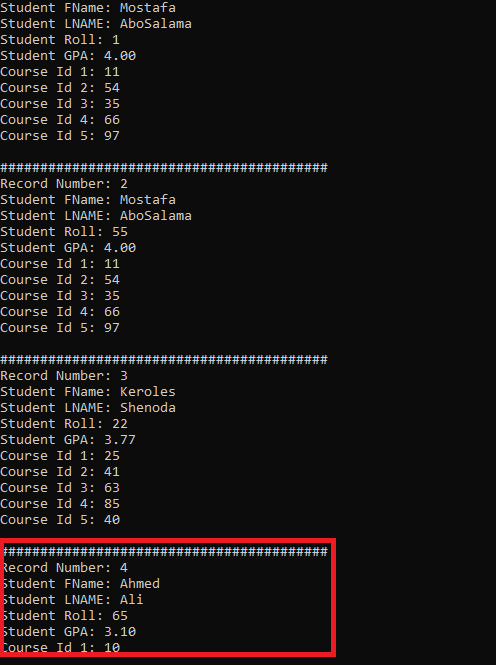 Student FName: Mostafa
Student LNAME: AboSalama
Student Roll: 1
Student GPA: 4.00
Course Id 1: 11
Course Id 2: 54
Course Id 3: 35
Course Id 4: 66
Course Id 5: 97
#########################################
Record Number: 2
Student FName: Mostafa
Student LNAME: AboSalama
Student Roll: 55
Student GPA: 4.00
Course Id 1: 11
Course Id 2: 54
Course Id 3: 35
Course Id 4: 66
Course Id 5: 97
#########################################
Record Number: 3
Student FName: Keroles
Student LNAME: Shenoda
Student Roll: 22
Student GPA: 3.77
Course Id 1: 25
Course Id 2: 41
Course Id 3: 63
Course Id 4: 85
Course Id 5: 40
#########################################
Record Number: 4
Student FName: Ahmed
Student LNAME: Ali
Student Roll: 65
Student GPA: 3.10
Course Id 1: 10